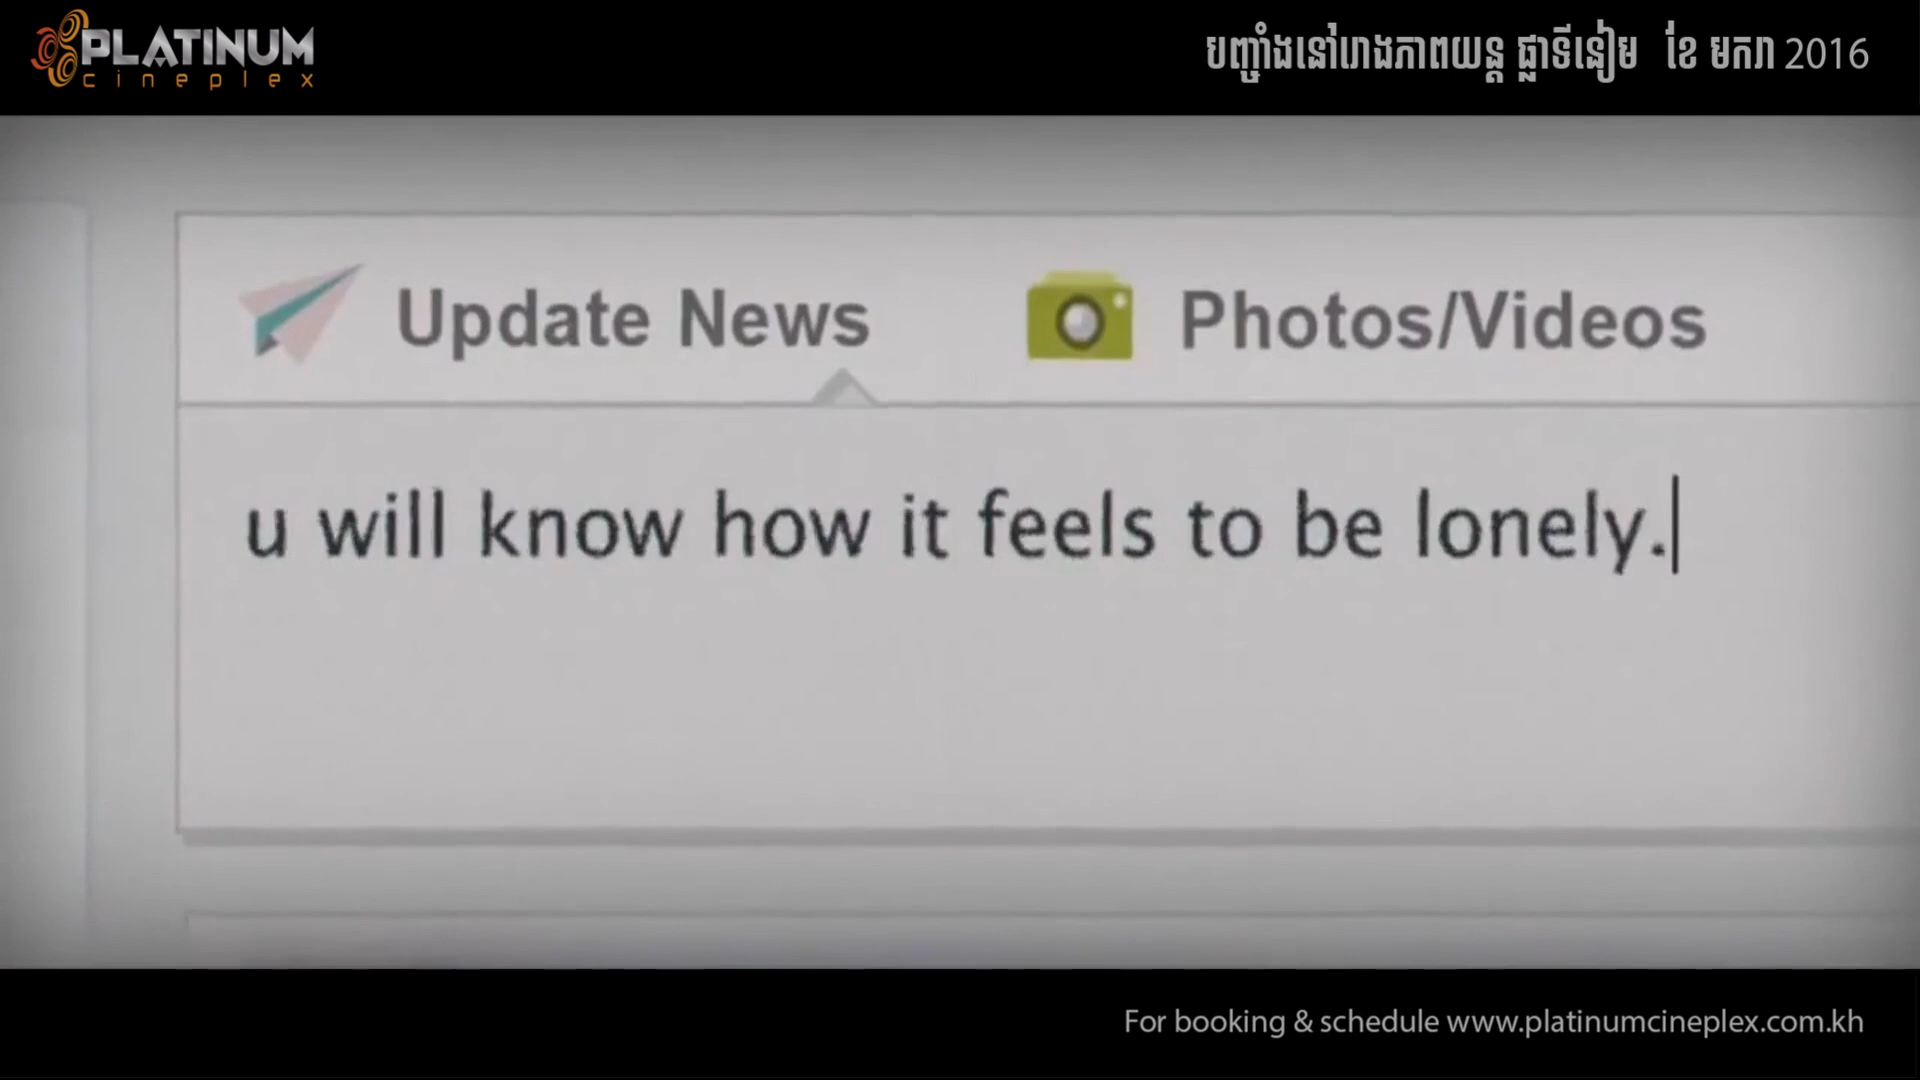 PLATINUM
cineplex
បញ្ចាំងនៅរោងភាពយន្ត ផ្លាទីនៀម ខែ មករា 2016
Update News
Photos/Videos
u will know how it feels to be lonely.
For booking & schedule www.platinumcineplex.com.kh